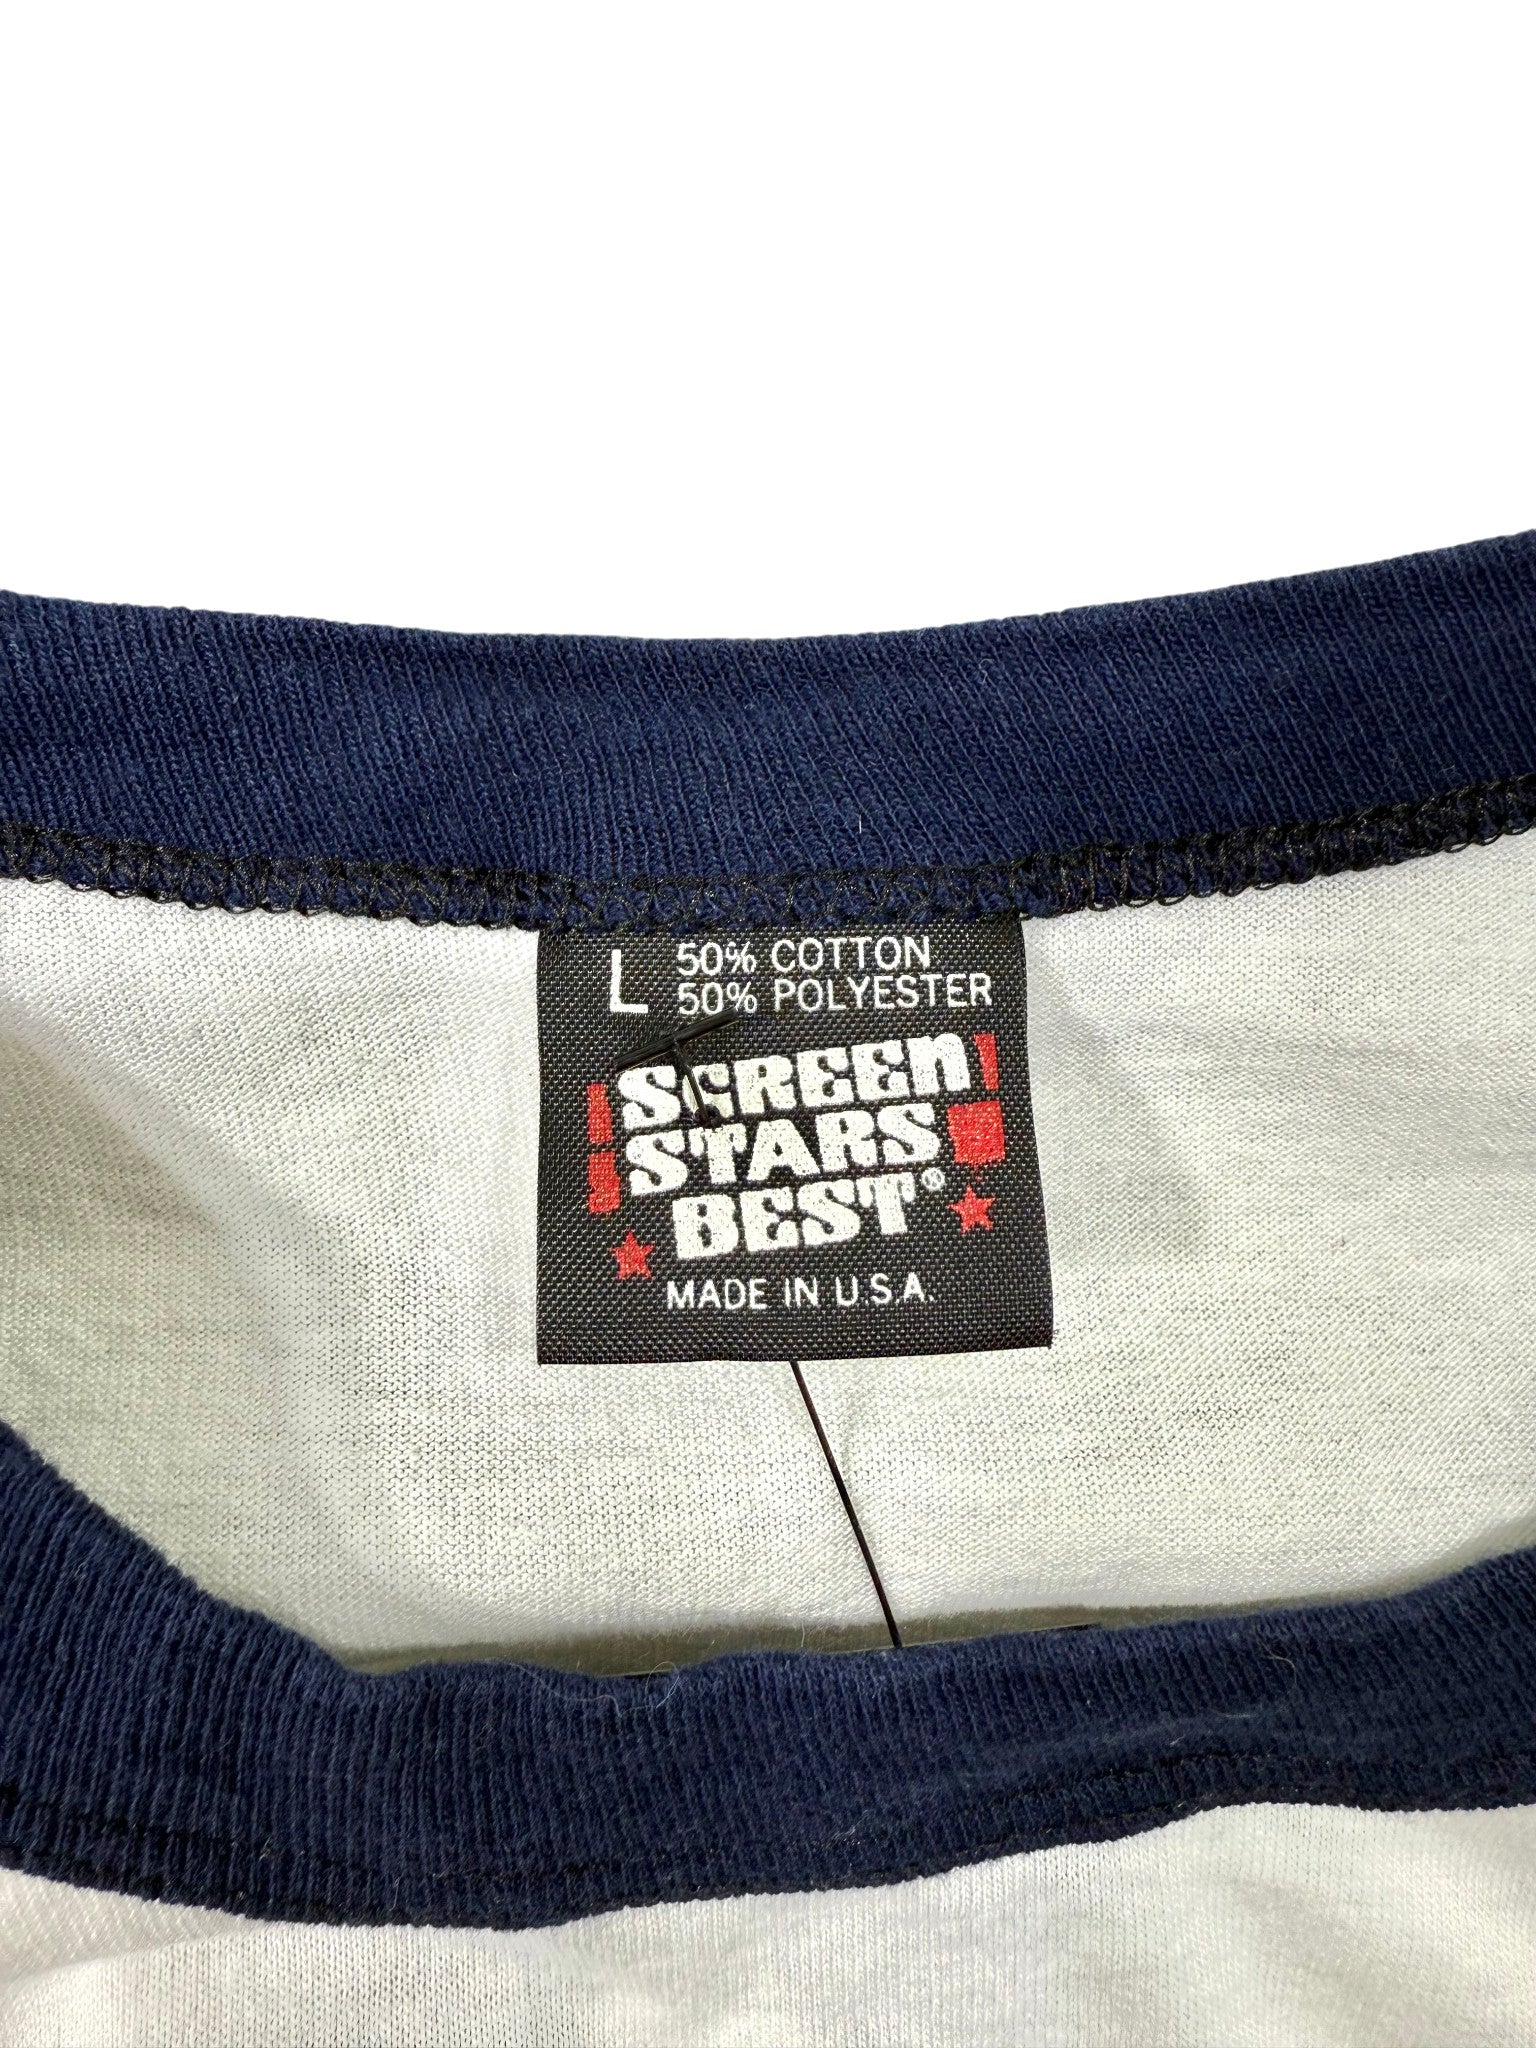 L 50% COTTON
50% POLYESTER
SCREEN
STARS
BEST®
MADE IN U.S.A.